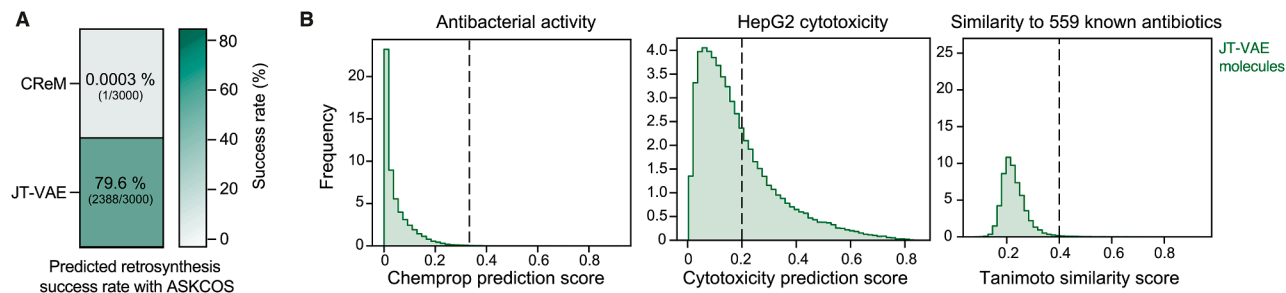 A
CReM
0.0003 %
(1/3000)
JT-VAE
79.6 %
(2388/3000)
80
60
40
20
0
Success rate (%)
Predicted retrosynthesis
success rate with ASKCOS
B
Antibacterial activity
Frequency
20
15
10
5
0
0
0.2
0.4
0.6
0.8
Chemprop prediction score
HepG2 cytotoxicity
4.0
3.5
3.0
2.5
2.0
1.5
1.0
0.5
0
0
0.2
0.4
0.6
0.8
Cytotoxicity prediction score
Similarity to 559 known antibiotics
25
20
15
10
5
0
0.2
0.4
0.6
0.8
Tanimoto similarity score
JT-VAE
molecules